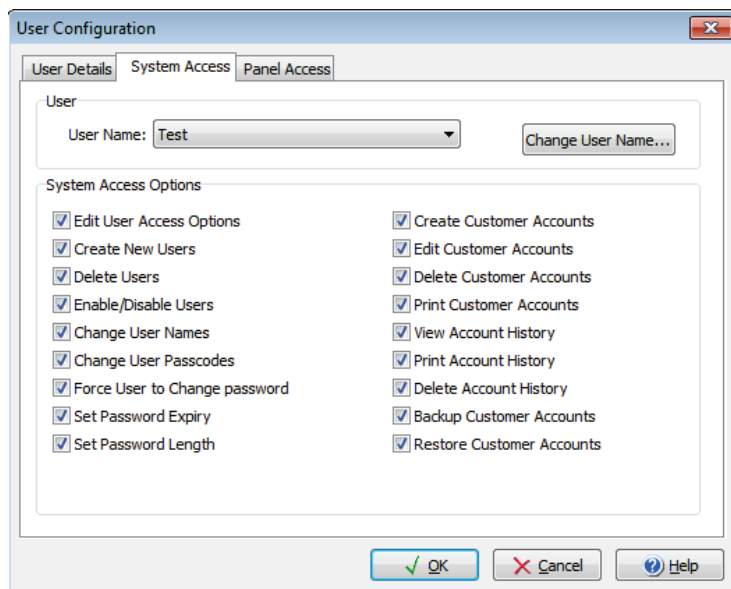 User Configuration
User Details System Access Panel Access
User
User Name: Test Change User Name...
System Access Options
Edit User Access Options
Create New Users
Delete Users
Enable/Disable Users
Change User Names
Change User Passcodes
Force User to Change password
Set Password Expiry
Set Password Length
Create Customer Accounts
Edit Customer Accounts
Delete Customer Accounts
Print Customer Accounts
View Account History
Print Account History
Delete Account History
Backup Customer Accounts
Restore Customer Accounts
OK Cancel Help